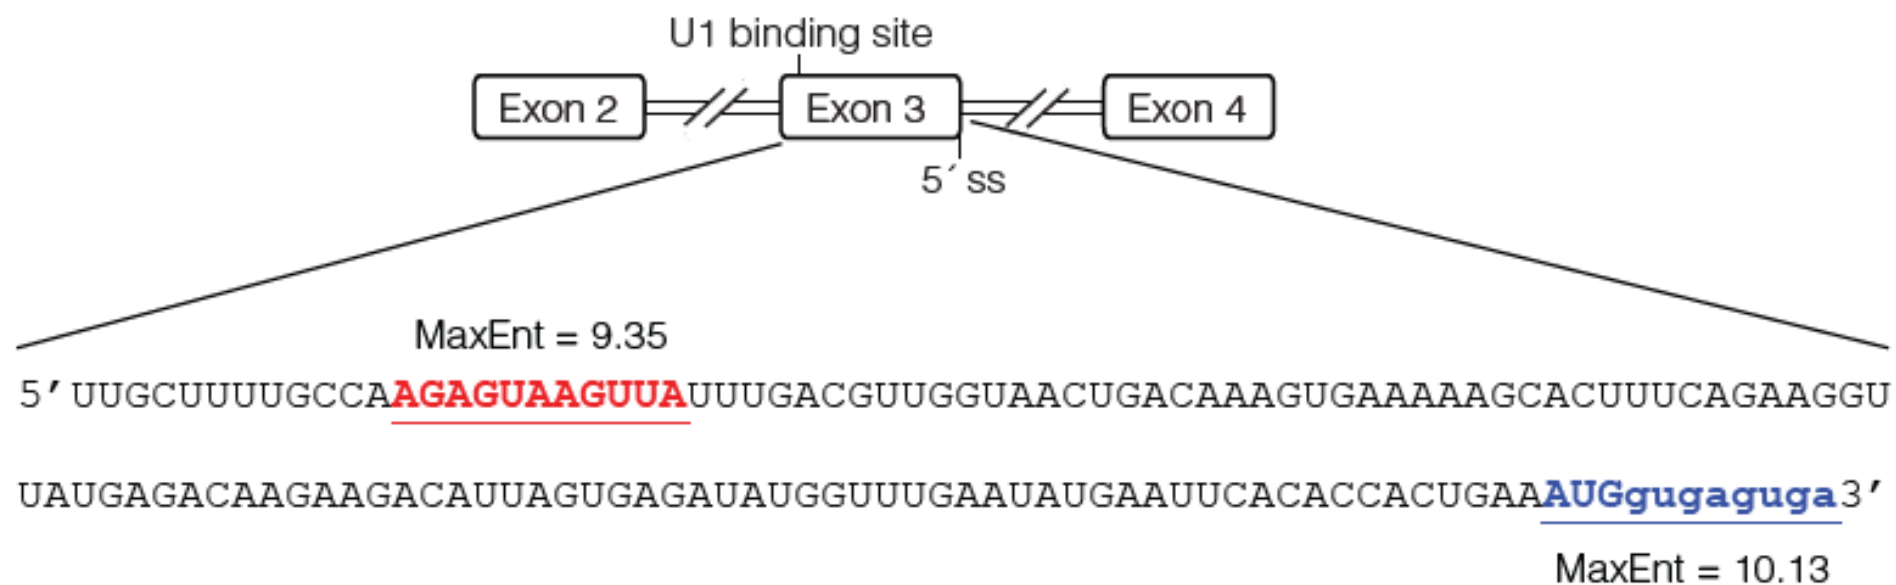 U1 binding site
Exon 2 Exon 3 Exon 4
5´ ss
MaxEnt = 9.35
5’UUGCUUUUGCCAAGAGUAAGUUAUUUGACGUUGGUAACUGACAAAGUGAAAAAGCACUUUCAGAAGGU
UAUGAGACAAGAAGACAUUAGUGAGAUAUGGUUUGAAUAUGAAUUCACACCACUGAAAUGgugaguga3’
MaxEnt = 10.13